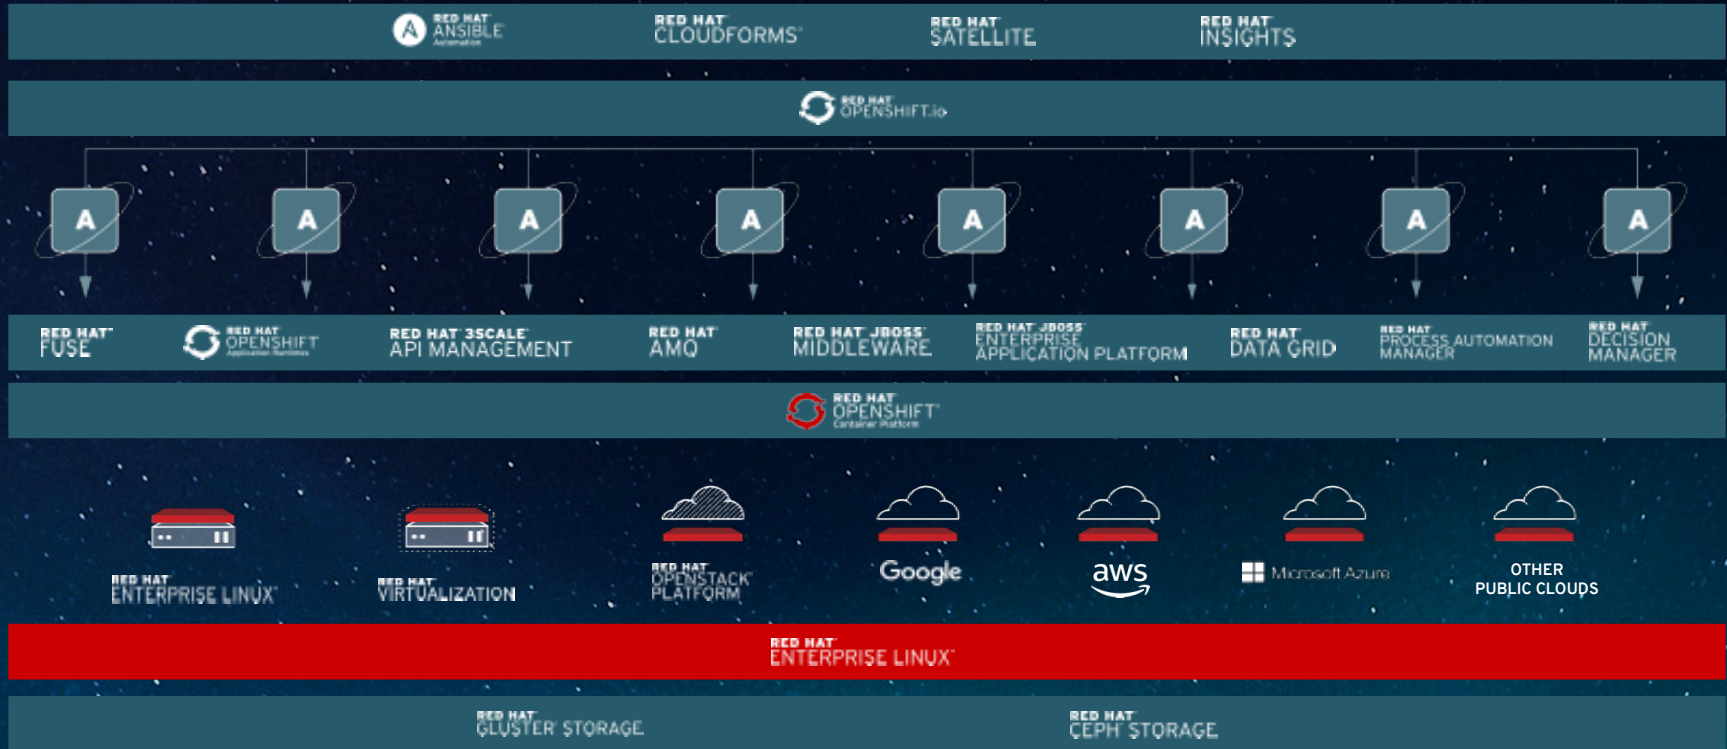 RED HAT
ANSIBLE
Automation
RED HAT
CLOUDFORMS
RED HAT
SATELLITE
RED HAT
INSIGHTS
RED HAT
OPENSHIFT.io
A
A
A
A
A
A
A
A
RED HAT
FUSE
RED HAT
OPENSHIFT
Application Runtimes
RED HAT 3SCALE
API MANAGEMENT
RED HAT
AMQ
RED HAT JBOSS
MIDDLEWARE
RED HAT JBOSS
ENTERPRISE
APPLICATION PLATFORM
RED HAT
DATA GRID
RED HAT
PROCESS AUTOMATION
MANAGER
RED HAT
DECISION
MANAGER
RED HAT
OPENSHIFT
Container Platform
RED HAT
ENTERPRISE LINUX
RED HAT
VIRTUALIZATION
RED HAT
OPENSTACK
PLATFORM
Google
aws
Microsoft Azure
OTHER
PUBLIC CLOUDS
RED HAT
ENTERPRISE LINUX
RED HAT
GLUSTER STORAGE
RED HAT
CEPH STORAGE